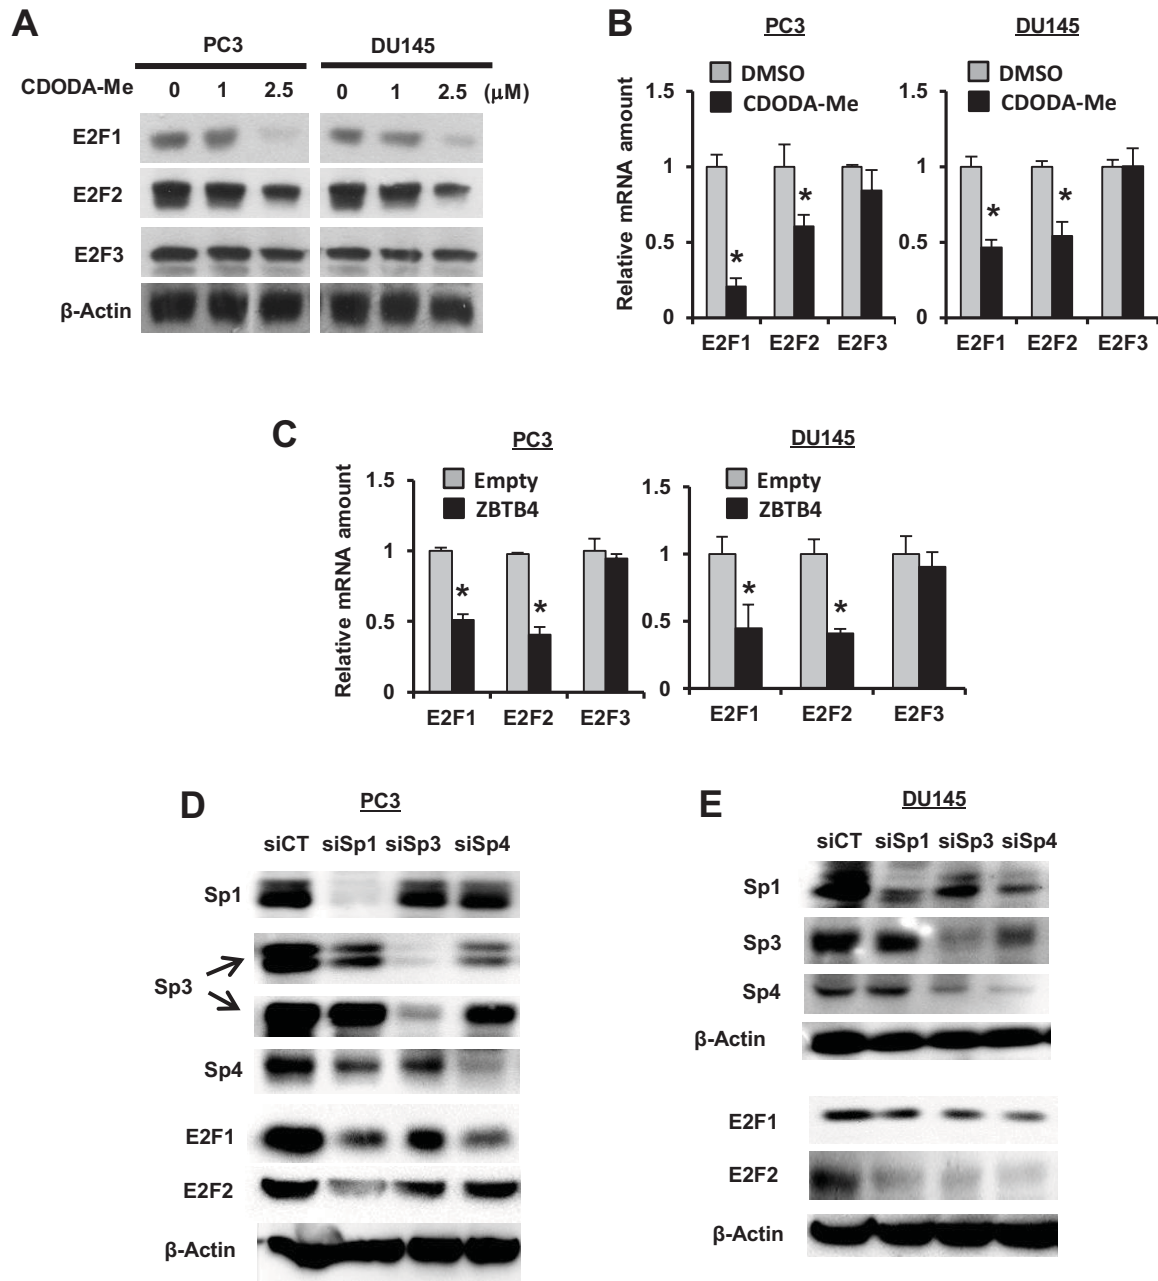 A
PC3 DU145
CDODA-Me 0 1 2.5 0 1 2.5 (μM)
E2F1
E2F2
E2F3
β-Actin
B
PC3 DU145
DMSO
CDODA-Me
DMSO
CDODA-Me
Relative mRNA amount
1.5
1
0.5
0
* *
E2F1 E2F2 E2F3
1.5
1
0.5
0
* *
E2F1 E2F2 E2F3
C
PC3 DU145
Empty
ZBTB4
Empty
ZBTB4
Relative mRNA amount
1.5
1
0.5
0
* *
E2F1 E2F2 E2F3
1.5
1
0.5
0
* *
E2F1 E2F2 E2F3
D
PC3
siCT siSp1 siSp3 siSp4
Sp1
Sp3
Sp4
E2F1
E2F2
β-Actin
E
DU145
siCT siSp1 siSp3 siSp4
Sp1
Sp3
Sp4
β-Actin
E2F1
E2F2
β-Actin